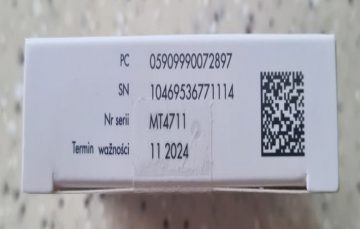 PC 05909990072897
SN 10469536771114
Nr serii MT4711
Termin ważności 11 2024